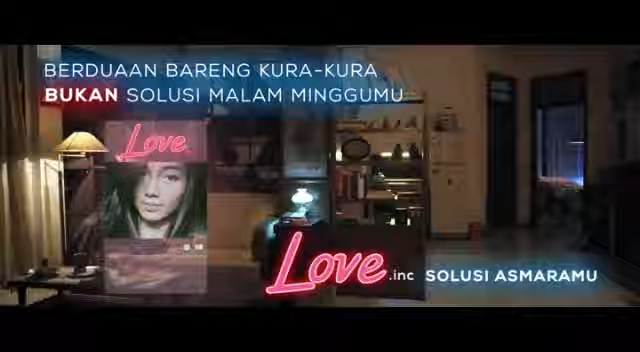 BERDUAAN BARENG KURA-KURA
BUKAN SOLUSI MALAM MINGGUMU
Love
Love.inc SOLUSI ASMARAMU